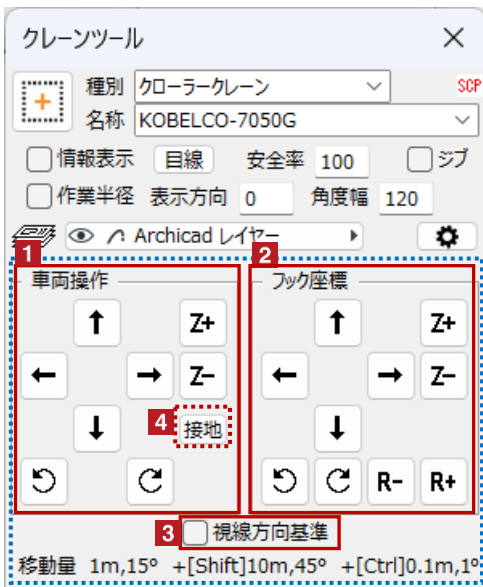 クレーンツール
種別 クローラークレーン SCP
名称 KOBELCO-7050G
情報表示 目線 安全率 100 ジブ
作業半径 表示方向 0 角度幅 120
Archicad レイヤー
1 2
車両操作 フック座標
Z+ Z+
Z- Z-
4 接地
R- R+
3 視線方向基準
移動量 1m,15° +[Shift]10m,45° +[Ctrl]0.1m,1°